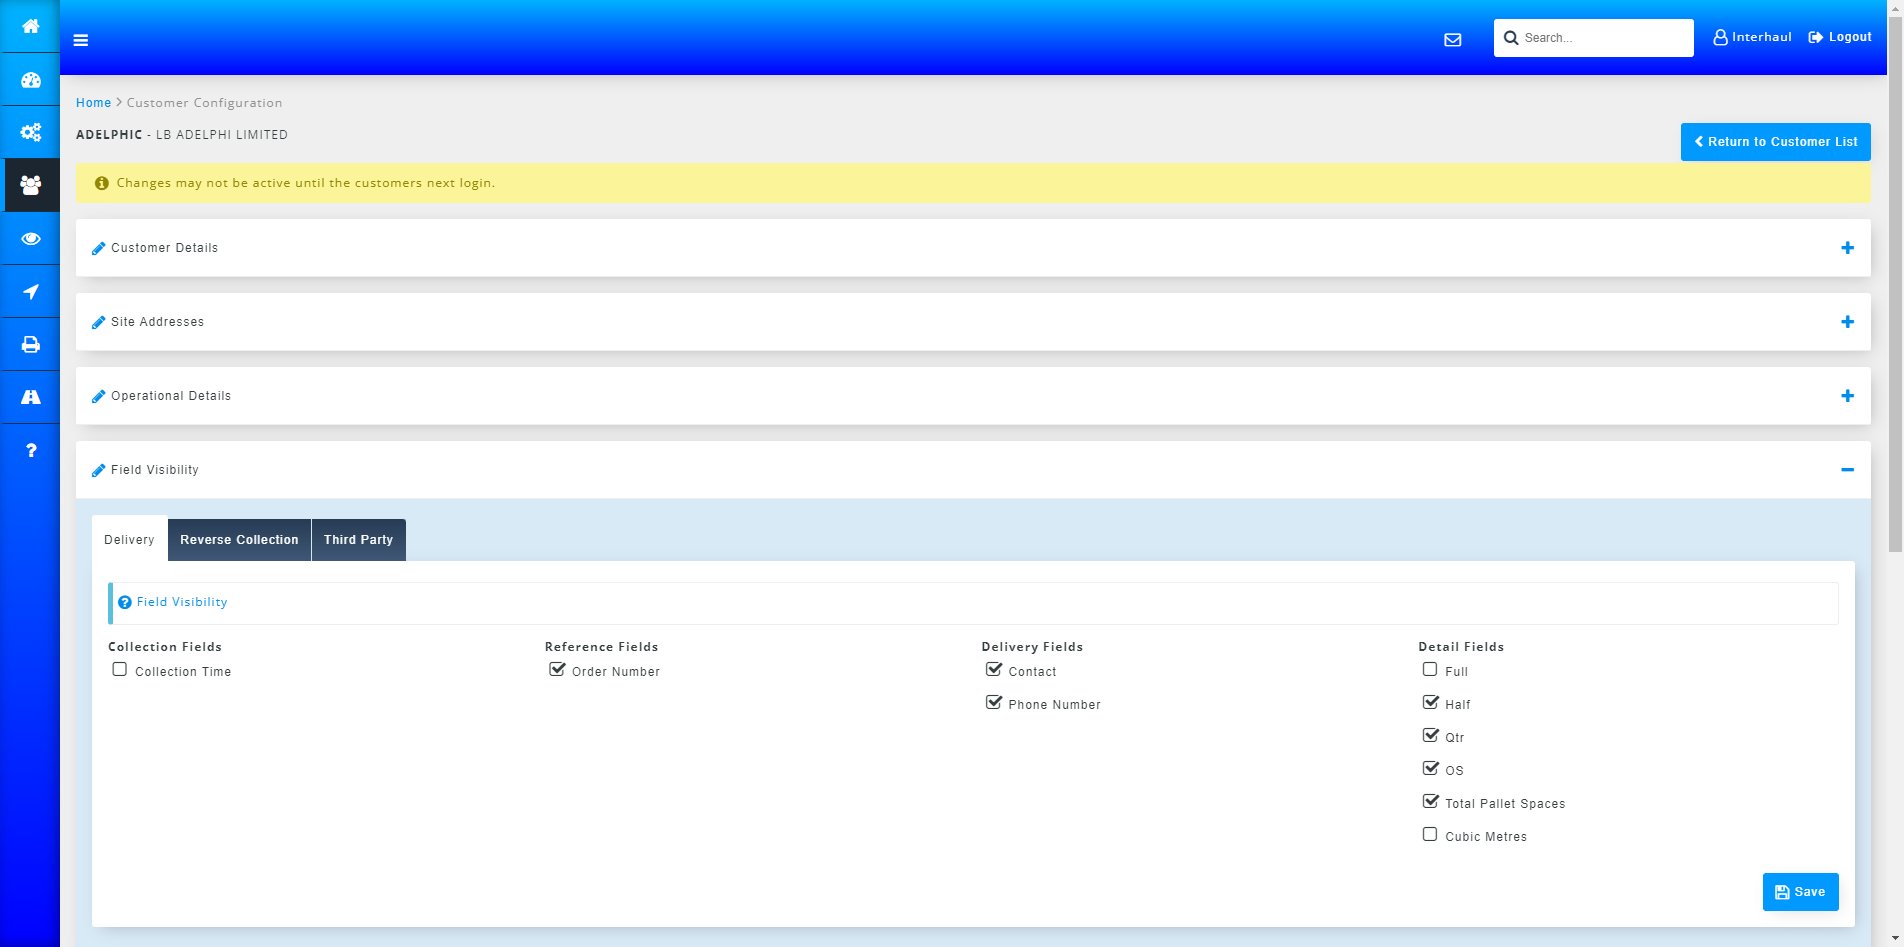 Search...
Interhaul
Logout
Home > Customer Configuration
ADELPHIC - LB ADELPHI LIMITED
Return to Customer List
Changes may not be active until the customers next login.
Customer Details
Site Addresses
Operational Details
Field Visibility
Delivery
Reverse Collection
Third Party
Field Visibility
Collection Fields
Collection Time
Reference Fields
Order Number
Delivery Fields
Contact
Phone Number
Detail Fields
Full
Half
Qtr
OS
Total Pallet Spaces
Cubic Metres
Save